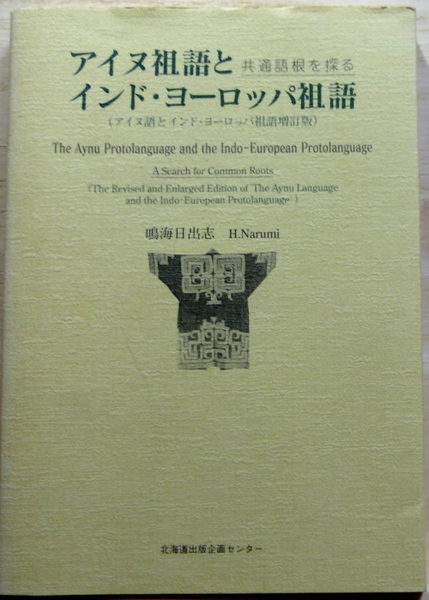 アイヌ祖語と 共通語根を探る
インド・ヨーロッパ祖語
(アイヌ語とインド・ヨーロッパ祖語増訂版)
The Aynu Protolanguage and the Indo-European Protolanguage
A Search for Common Roots
(The Revised and Enlarged Edition of "The Aynu Language
and the Indo-European Protolanguage")
鳴海日出志 H.Narumi
北海道出版企画センター